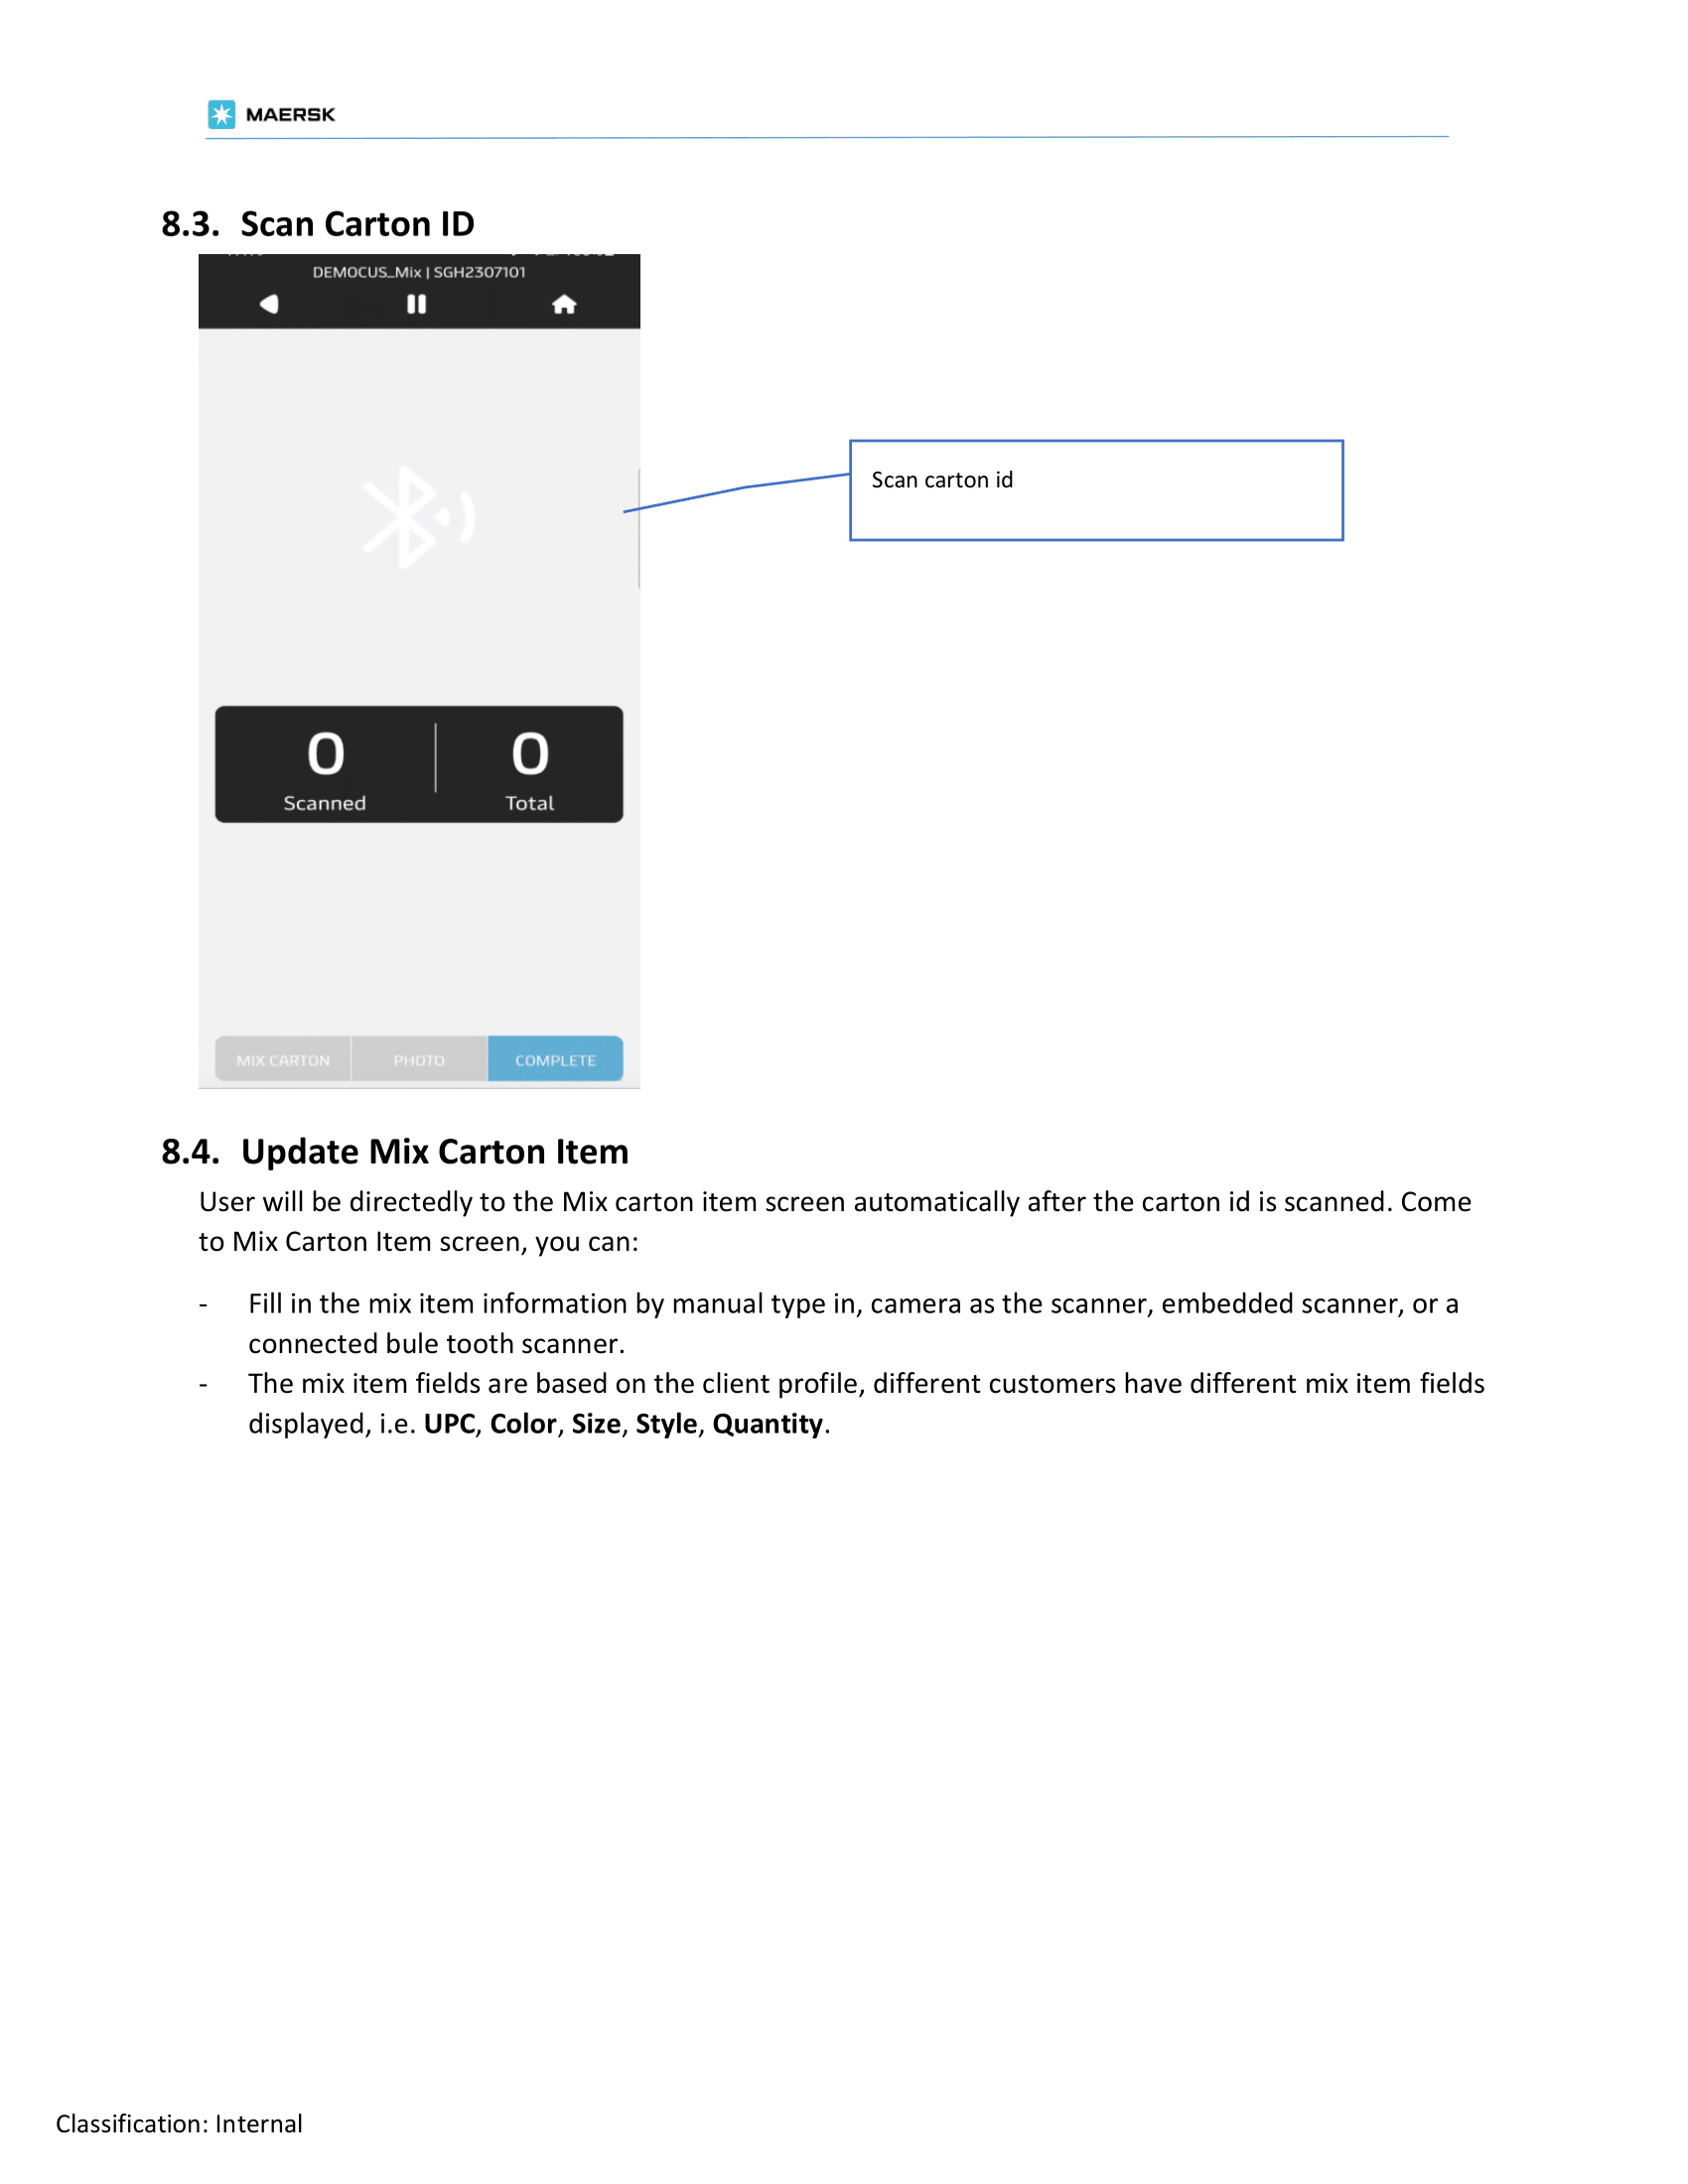 MAERSK
8.3. Scan Carton ID
DEMOCUS_Mix | SGH2307101
Scan carton id
0 0
Scanned Total
MIX CARTON PHOTO COMPLETE
8.4. Update Mix Carton Item
User will be directedly to the Mix carton item screen automatically after the carton id is scanned. Come
to Mix Carton Item screen, you can:
- Fill in the mix item information by manual type in, camera as the scanner, embedded scanner, or a
connected bule tooth scanner.
- The mix item fields are based on the client profile, different customers have different mix item fields
displayed, i.e. UPC, Color, Size, Style, Quantity.
Classification: Internal